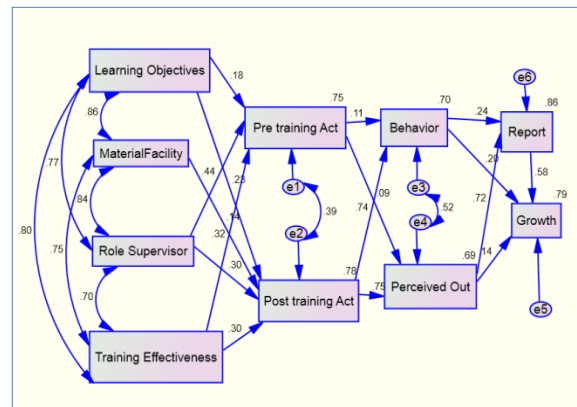 e6
.18
.75
.70
.24
.86
Learning Objectives
.11
Pre training Act
Behavior
Report
.86
.77
.44
.23
.20
.58
MaterialFacility
e1
.74
.09
e3
.72
.79
.14
.39
.52
Growth
.84
e2
e4
.80
.75
.32
.30
Role Supervisor
.14
.78
.69
.70
Post training Act
.75
Perceived Out
.30
e5
Training Effectiveness